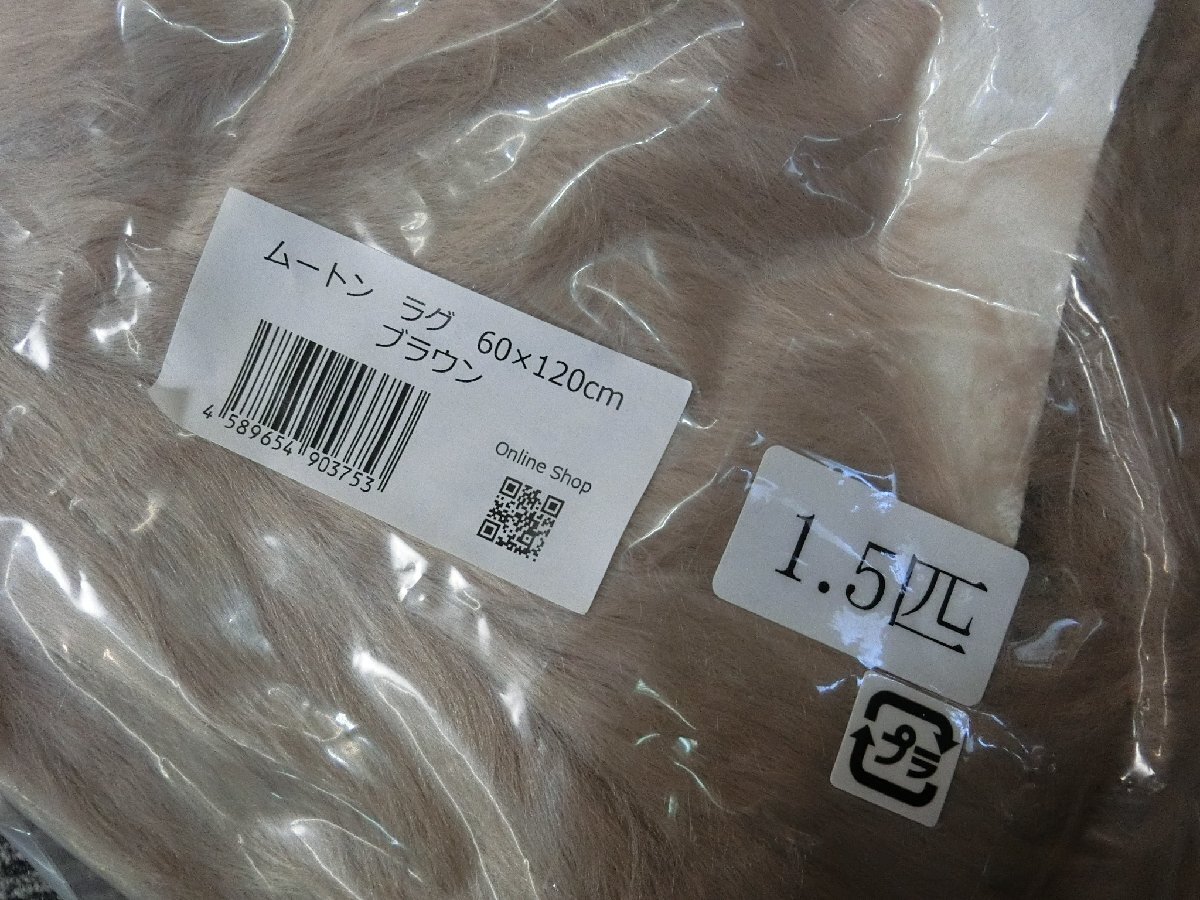 ムートン ラグ 60×120cm
ブラウン
4 589654 903753
Online Shop
1.5匹
プラ